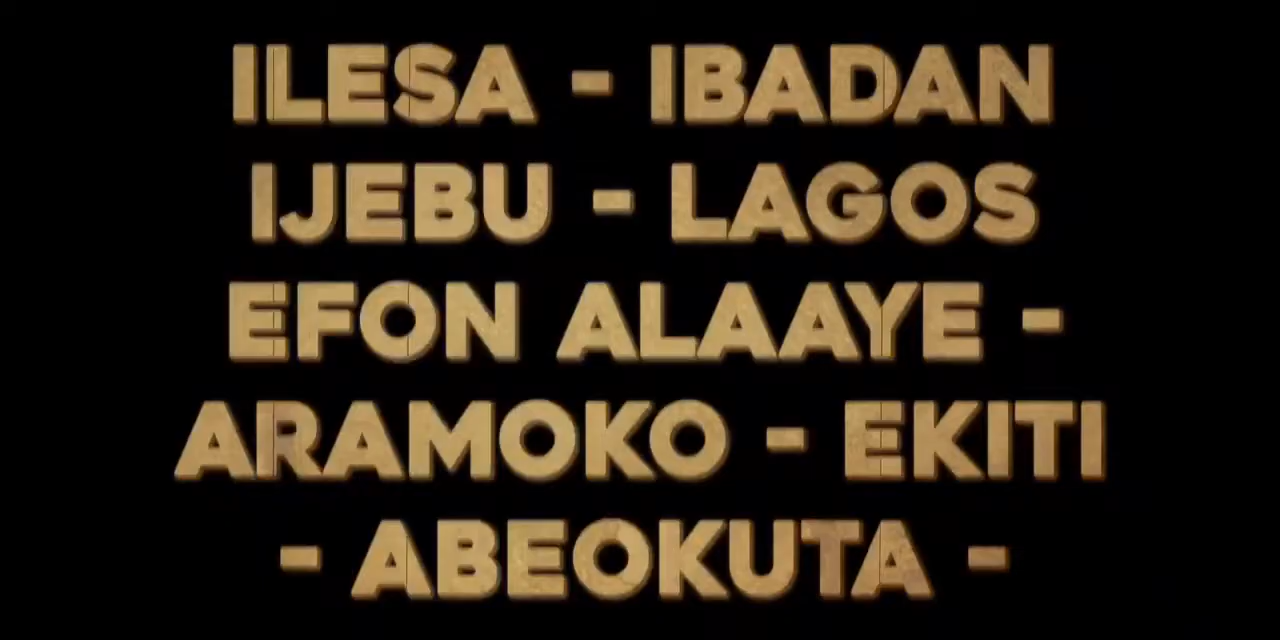 ILESA - IBADAN
IJEBU - LAGOS
EFON ALAAYE -
ARAMOKO - EKITI
- ABEOKUTA -